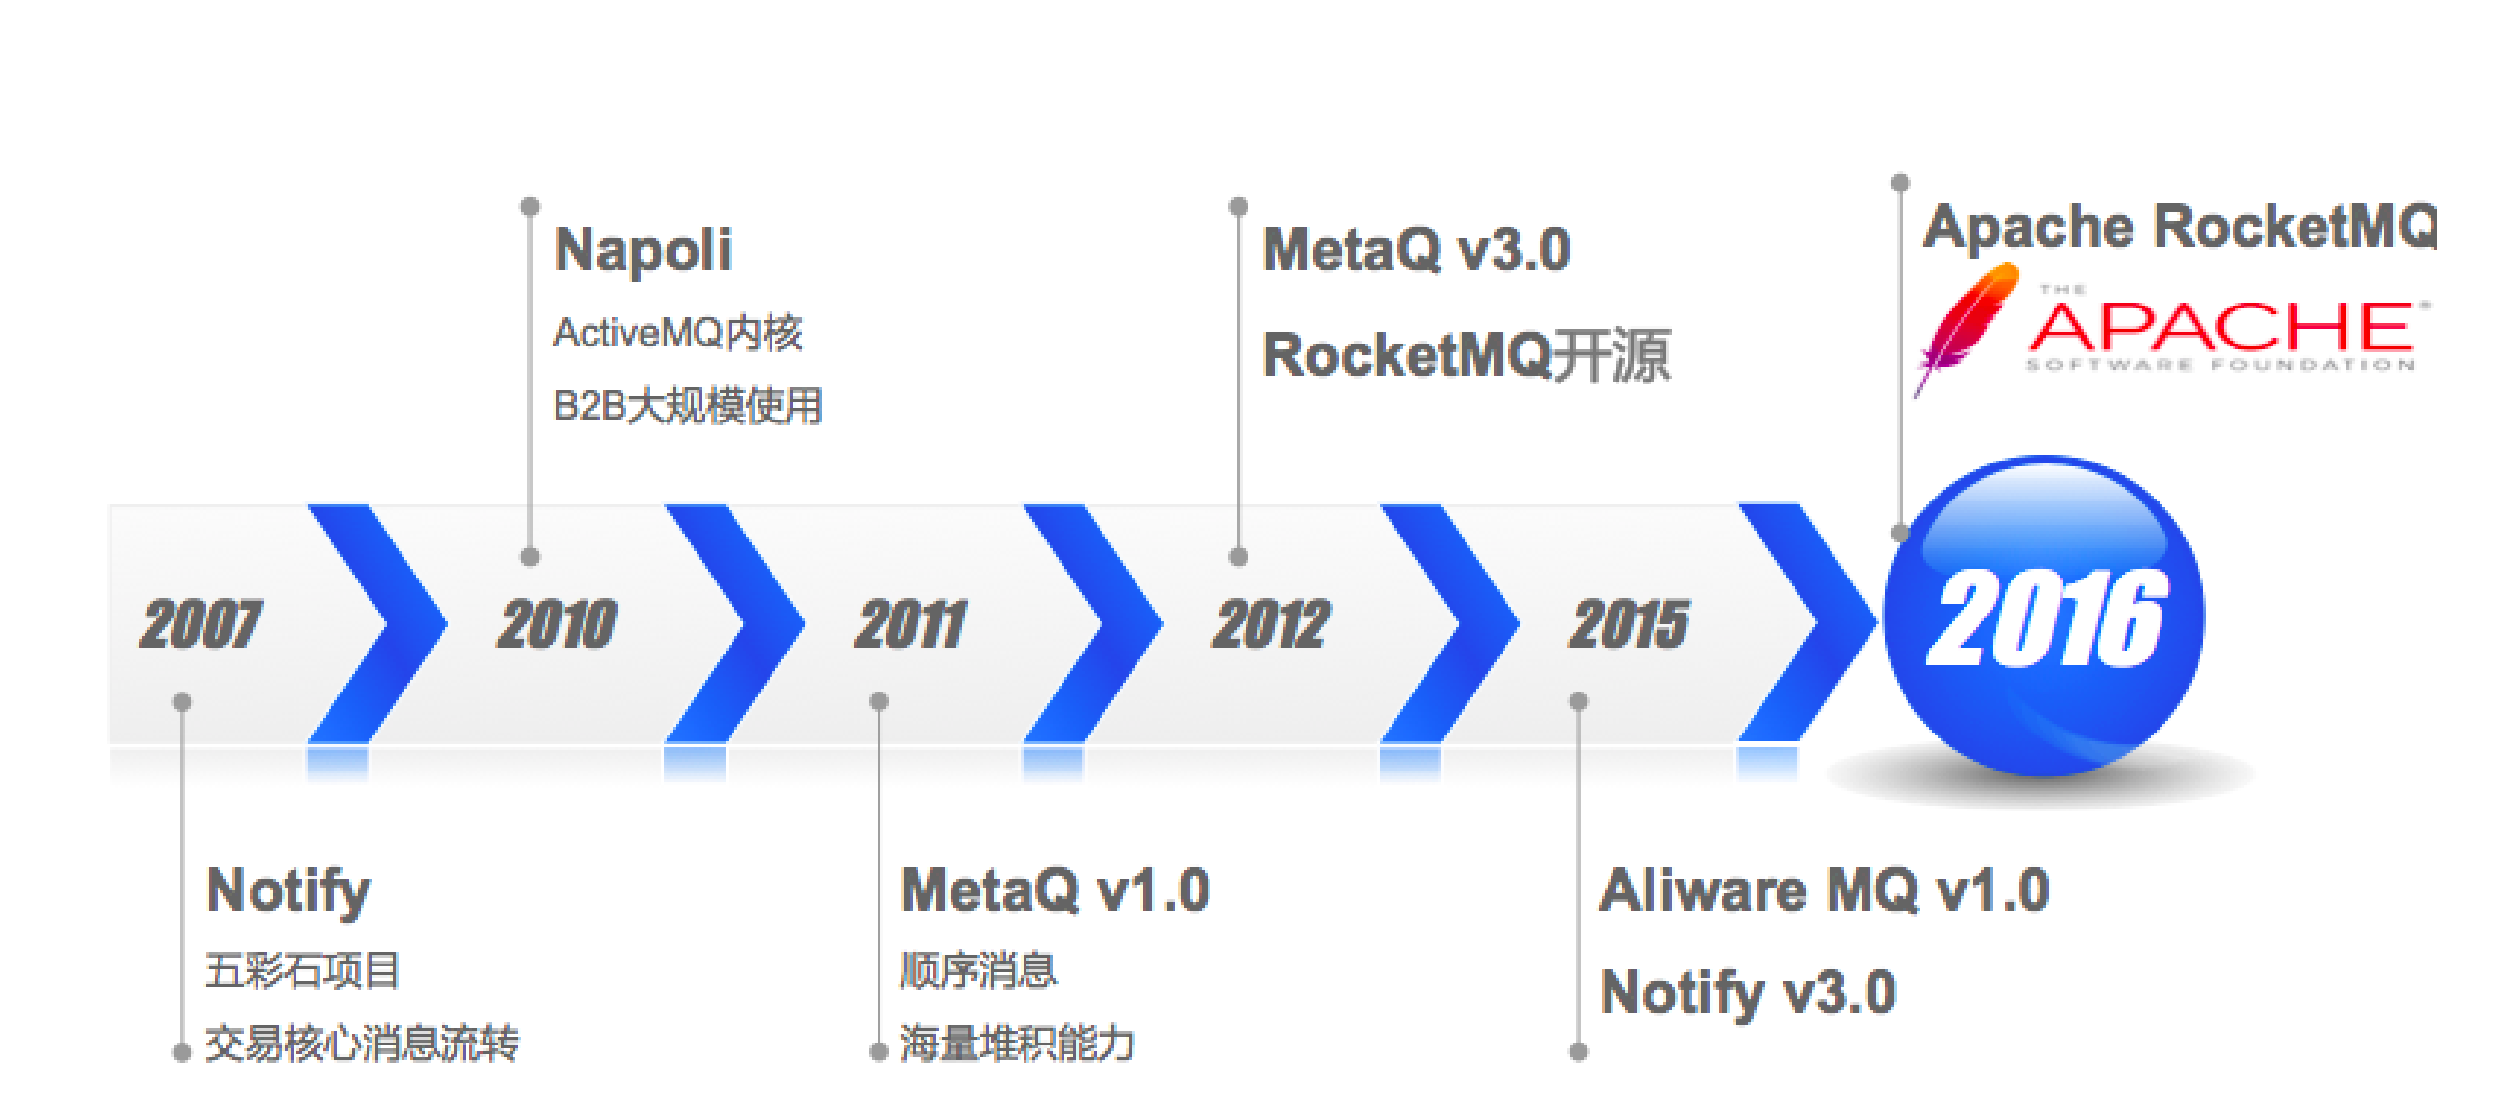 Napoli
ActiveMQ内核
B2B大规模使用
MetaQ v3.0
RocketMQ开源
Apache RocketMQ
THE
APACHE®
SOFTWARE FOUNDATION
2007
2010
2011
2012
2015
2016
Notify
五彩石项目
交易核心消息流转
MetaQ v1.0
顺序消息
海量堆积能力
Aliware MQ v1.0
Notify v3.0